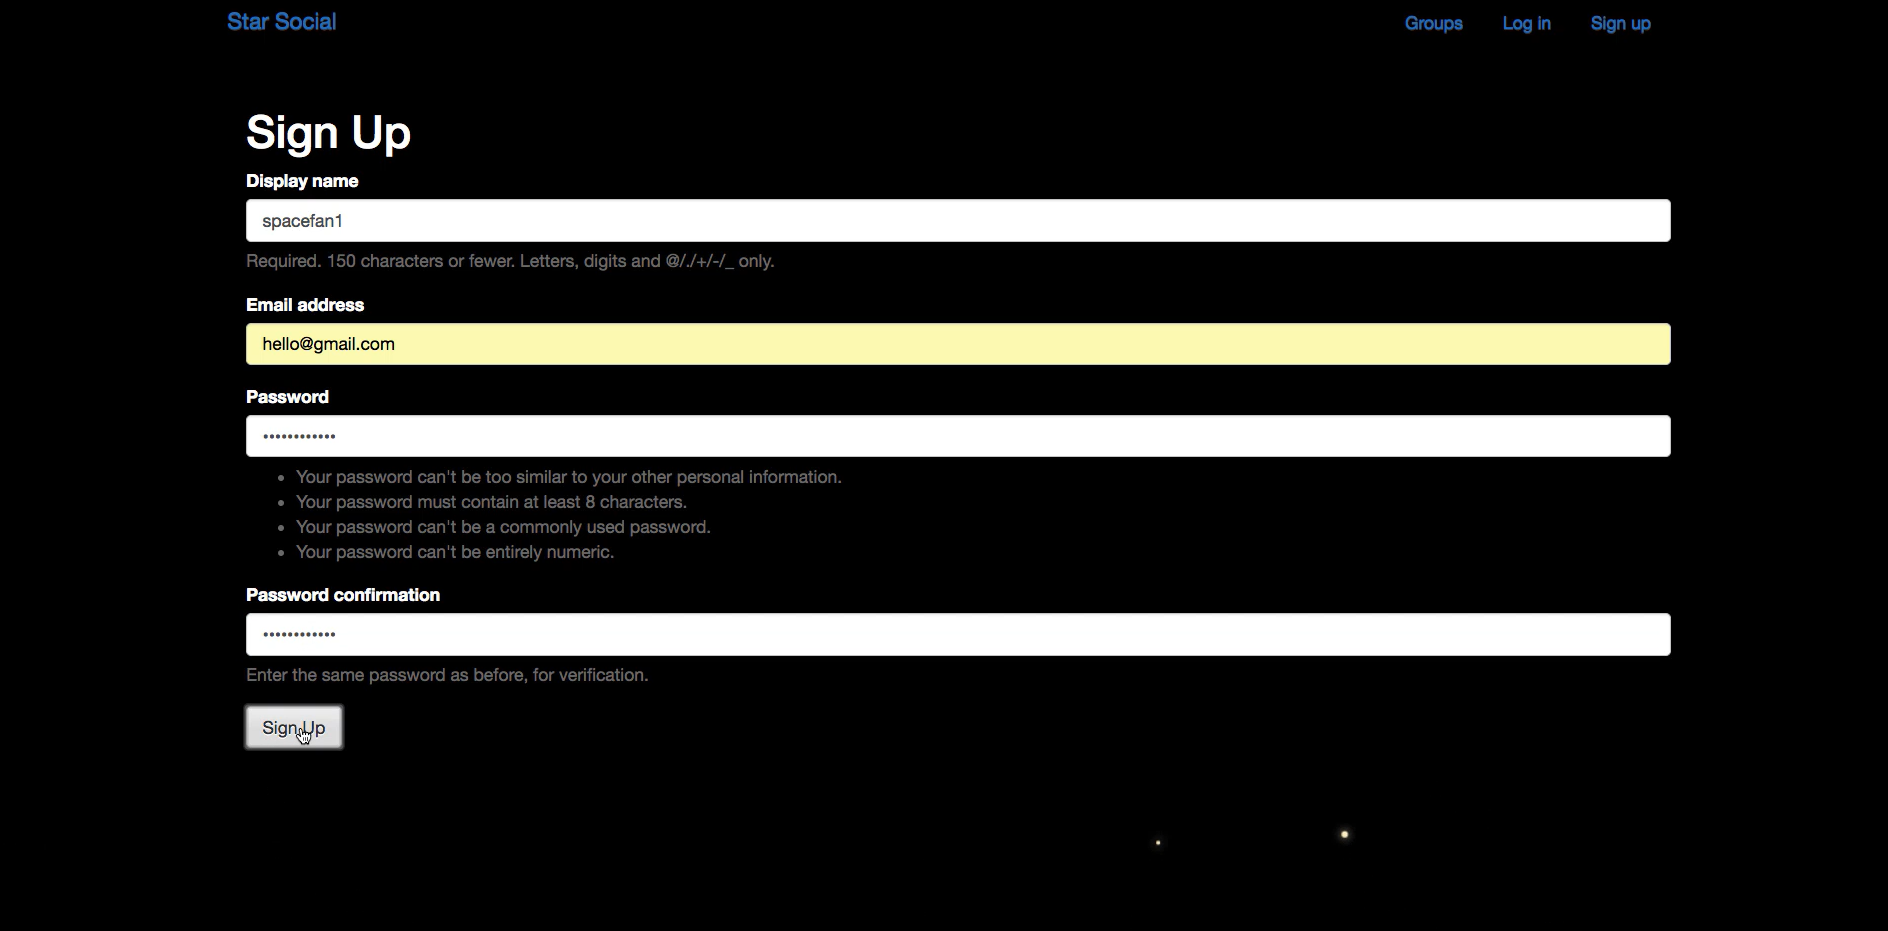 Star Social
Groups
Log in
Sign up
Sign Up
Display name
spacefan1
Required. 150 characters or fewer. Letters, digits and @/./+/-/_ only.
Email address
hello@gmail.com
Password
••••••••••••
• Your password can't be too similar to your other personal information.
• Your password must contain at least 8 characters.
• Your password can't be a commonly used password.
• Your password can't be entirely numeric.
Password confirmation
••••••••••••
Enter the same password as before, for verification.
Sign Up